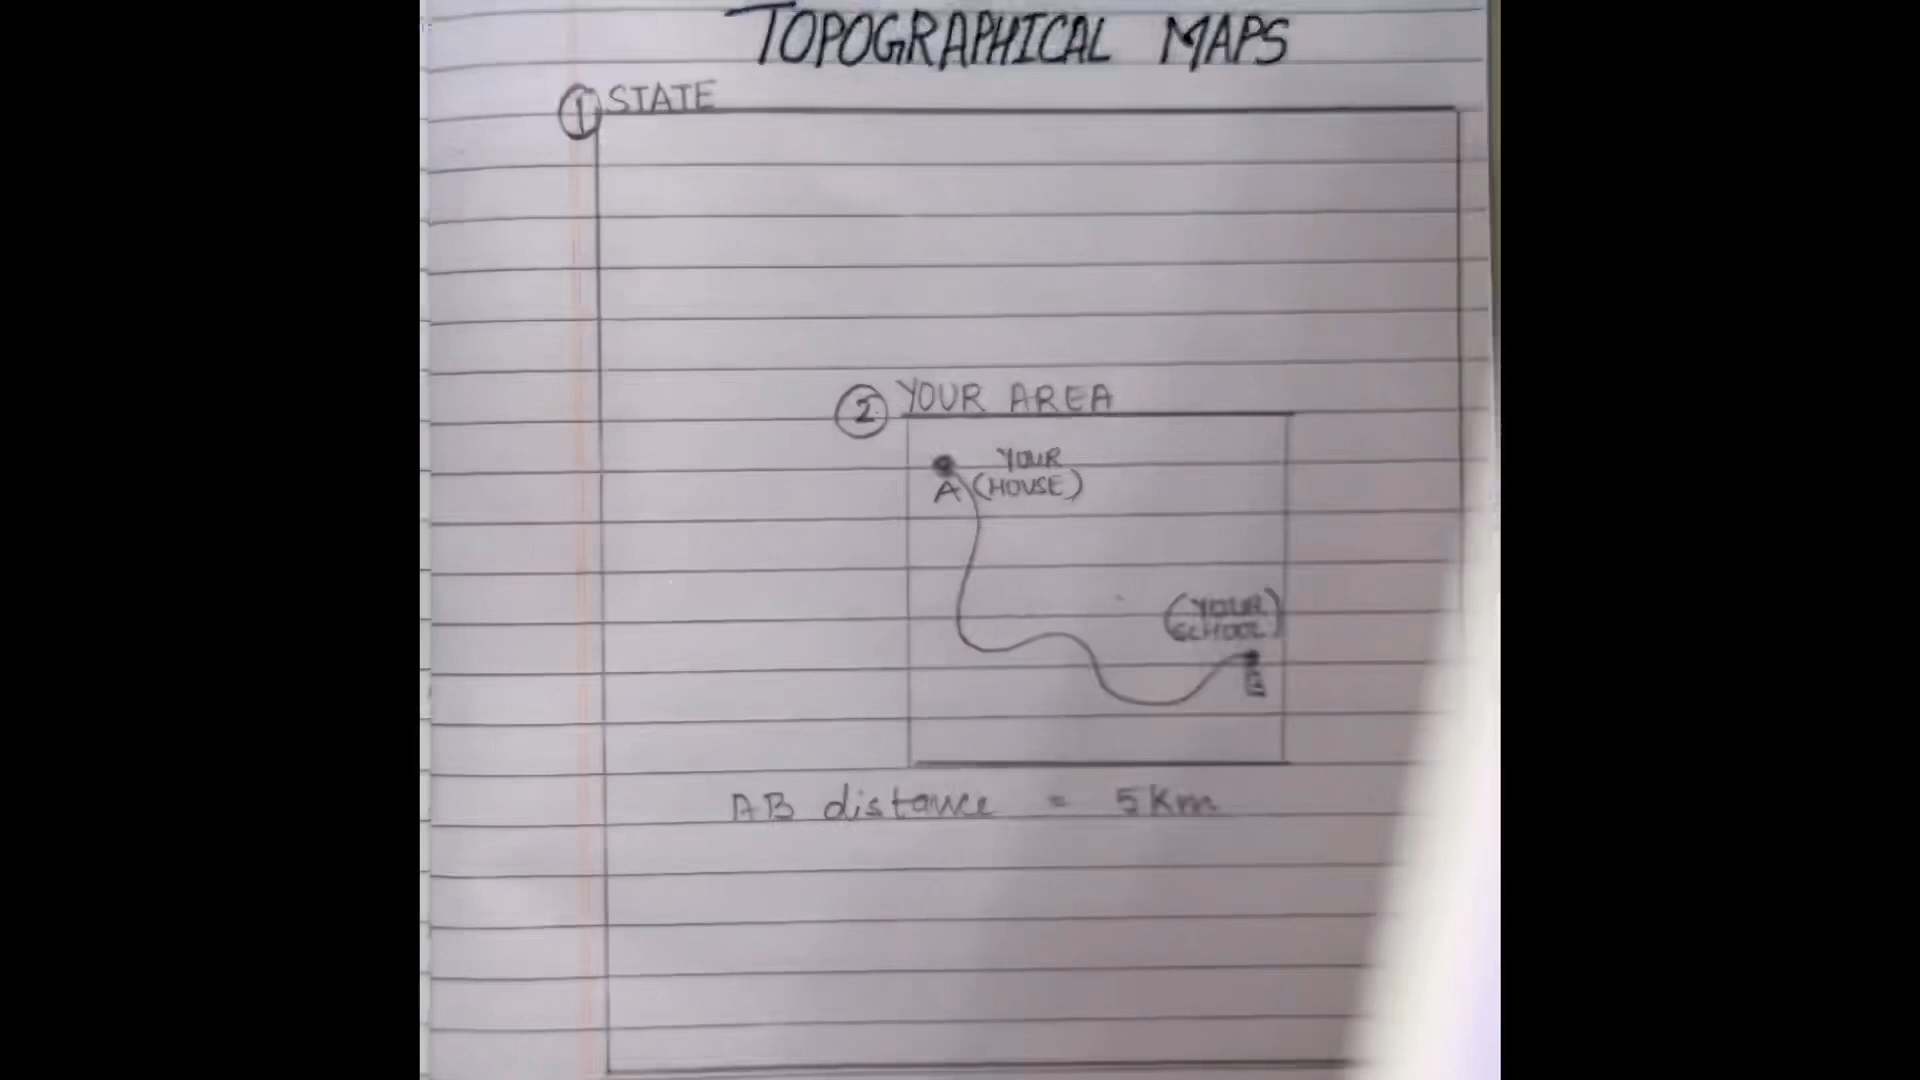 TOPOGRAPHICAL MAPS
① STATE
② YOUR AREA
YOUR
A (HOUSE)
(YOUR
SCHOOL)
B
AB distance = 5 Km